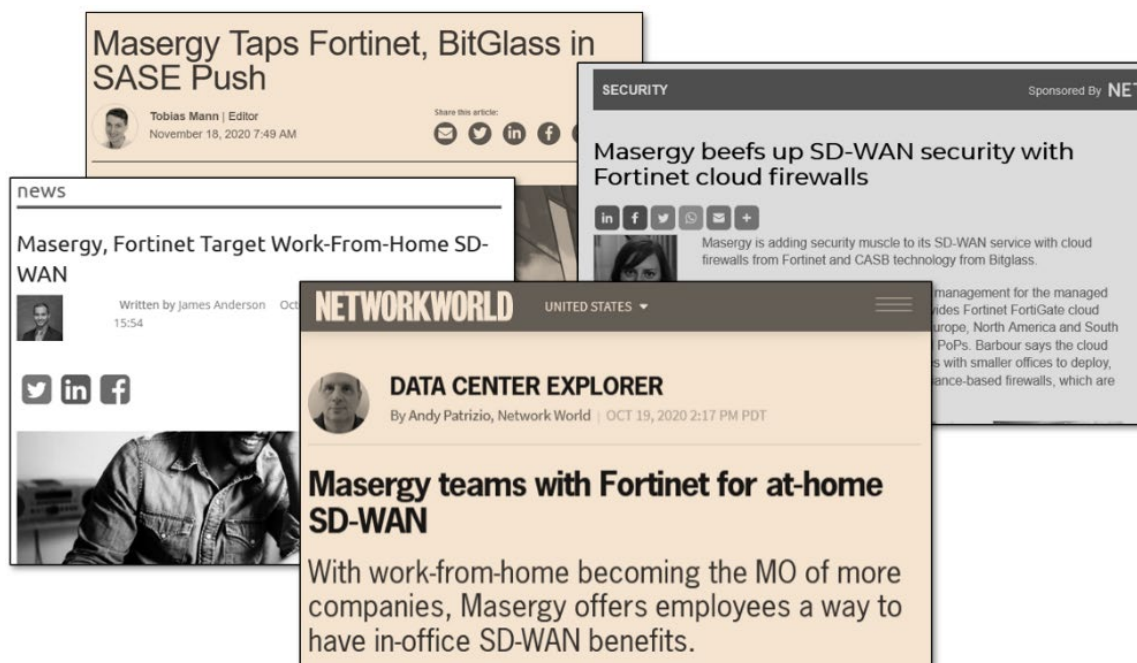 Masergy Taps Fortinet, BitGlass in
SASE Push
Tobias Mann | Editor
November 18, 2020 7:49 AM
Share this article:
SECURITY
Sponsored By NET
Masergy beefs up SD-WAN security with
Fortinet cloud firewalls
Masergy is adding security muscle to its SD-WAN service with cloud
firewalls from Fortinet and CASB technology from Bitglass.
management for the managed
ides Fortinet FortiGate cloud
urope, North America and South
PoPs. Barbour says the cloud
s with smaller offices to deploy,
ance-based firewalls, which are
news
Masergy, Fortinet Target Work-From-Home SD-
WAN
Written by James Anderson Oct
15:54
NETWORKWORLD
UNITED STATES
DATA CENTER EXPLORER
By Andy Patrizio, Network World | OCT 19, 2020 2:17 PM PDT
Masergy teams with Fortinet for at-home
SD-WAN
With work-from-home becoming the MO of more
companies, Masergy offers employees a way to
have in-office SD-WAN benefits.